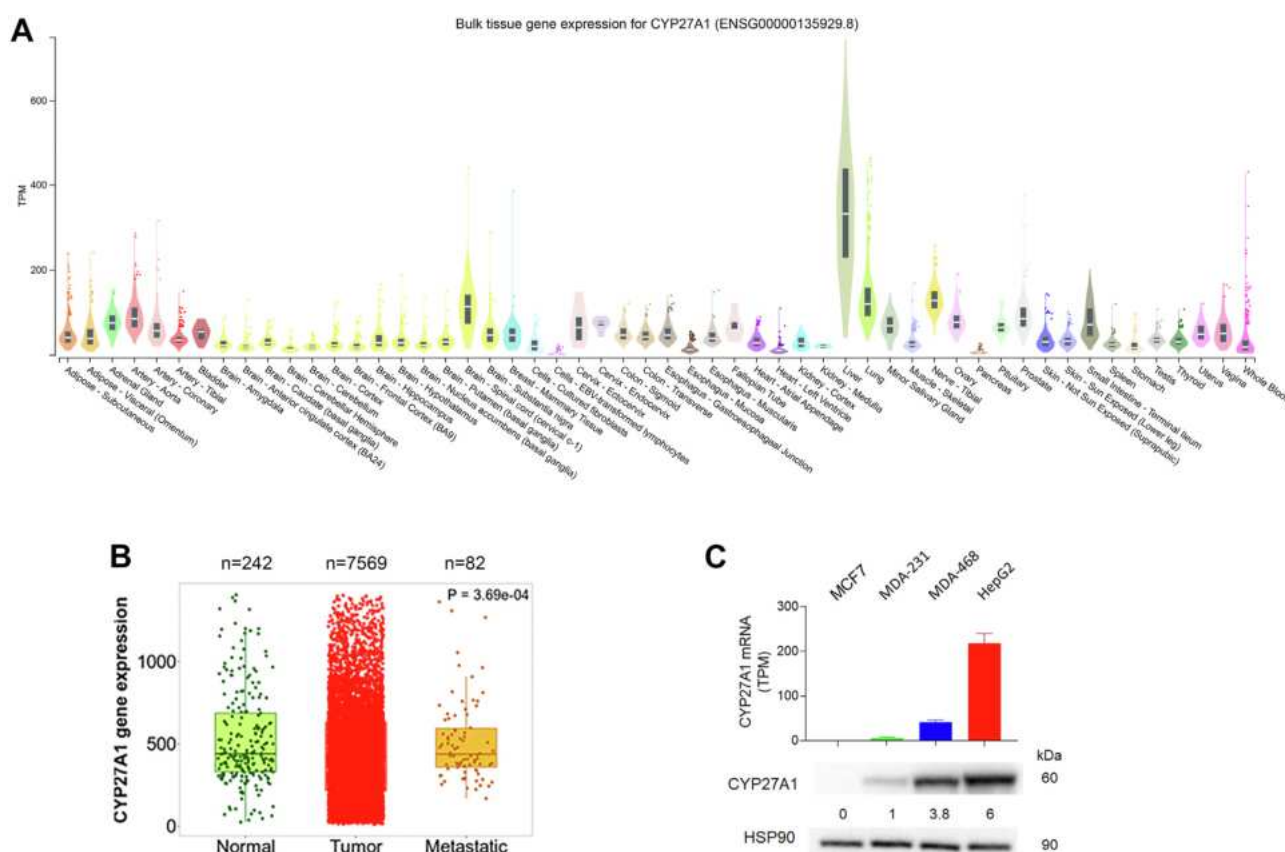 A
Bulk tissue gene expression for CYP27A1 (ENSG00000135929.8)
TPM
600
400
200
Adipose - Subcutaneous
Adipose - Visceral (Omentum)
Adrenal Gland
Artery - Aorta
Artery - Coronary
Artery - Tibial
Bladder
Brain - Amygdala
Brain - Anterior cingulate cortex (BA24)
Brain - Caudate (basal ganglia)
Brain - Cerebellar Hemisphere
Brain - Cerebellum
Brain - Cortex
Brain - Frontal Cortex (BA9)
Brain - Hippocampus
Brain - Hypothalamus
Brain - Nucleus accumbens (basal ganglia)
Brain - Putamen (basal ganglia)
Brain - Spinal cord (cervical c-1)
Brain - Substantia nigra
Breast - Mammary Tissue
Cells - Cultured fibroblasts
Cells - EBV-transformed lymphocytes
Cervix - Ectocervix
Cervix - Endocervix
Colon - Sigmoid
Colon - Transverse
Esophagus - Gastroesophageal Junction
Esophagus - Mucosa
Esophagus - Muscularis
Fallopian Tube
Heart - Atrial Appendage
Heart - Left Ventricle
Kidney - Cortex
Kidney - Medulla
Liver
Lung
Minor Salivary Gland
Muscle - Skeletal
Nerve - Tibial
Ovary
Pancreas
Pituitary
Prostate
Skin - Not Sun Exposed (Suprapubic)
Skin - Sun Exposed (Lower leg)
Small Intestine - Terminal Ileum
Spleen
Stomach
Testis
Thyroid
Uterus
Vagina
Whole Blood
B
n=242 n=7569 n=82
P = 3.69e-04
CYP27A1 gene expression
1000
500
0
Normal Tumor Metastatic
C
MCF7 MDA-231 MDA-468 HepG2
CYP27A1 mRNA
(TPM)
300
200
100
0
kDa
CYP27A1 60
0 1 3.8 6
HSP90 90